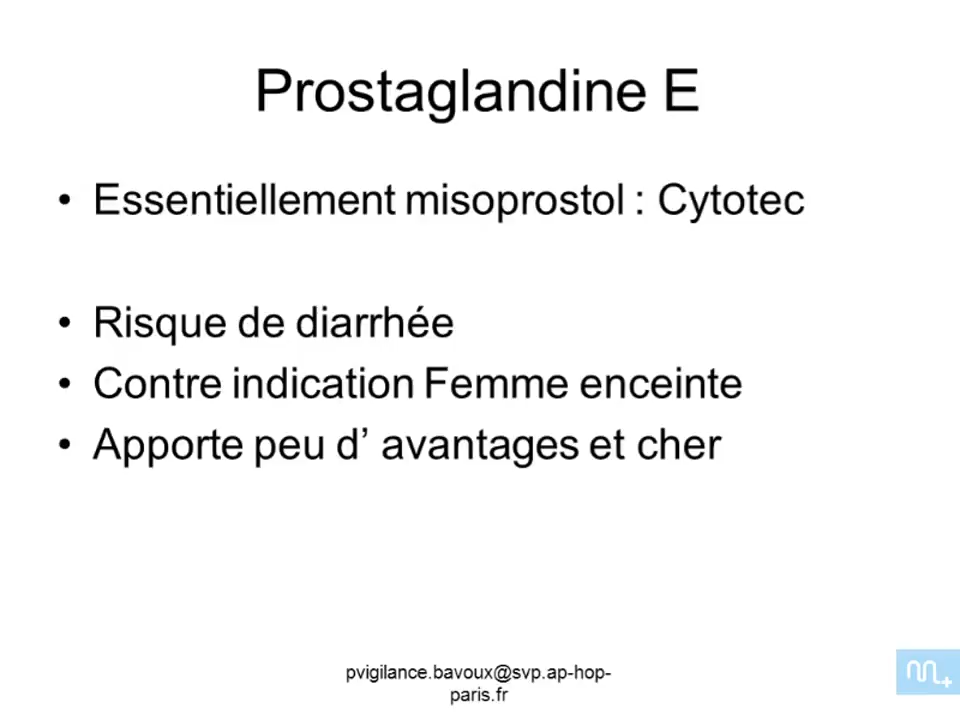 Prostaglandine E
• Essentiellement misoprostol : Cytotec
• Risque de diarrhée
• Contre indication Femme enceinte
• Apporte peu d’ avantages et cher
pvigilance.bavoux@svp.ap-hop-
paris.fr